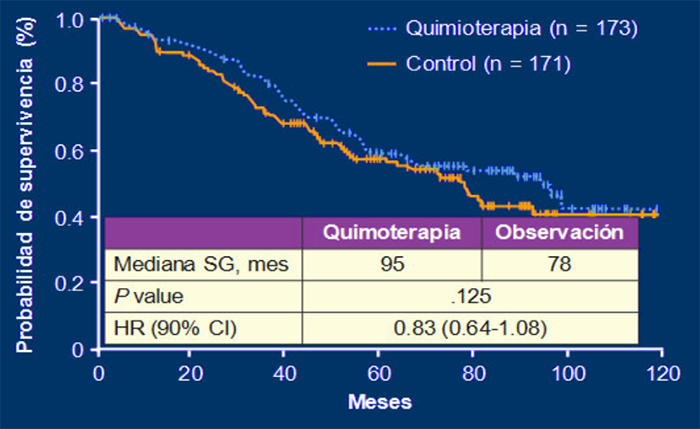 Quimioterapia (n = 173)
Control (n = 171)
Probabilidad de supervivencia (%)
1.0
0.8
0.6
0.4
0.2
0
Quimoterapia Observación
Mediana SG, mes 95 78
P value .125
HR (90% CI) 0.83 (0.64-1.08)
0 20 40 60 80 100 120
Meses